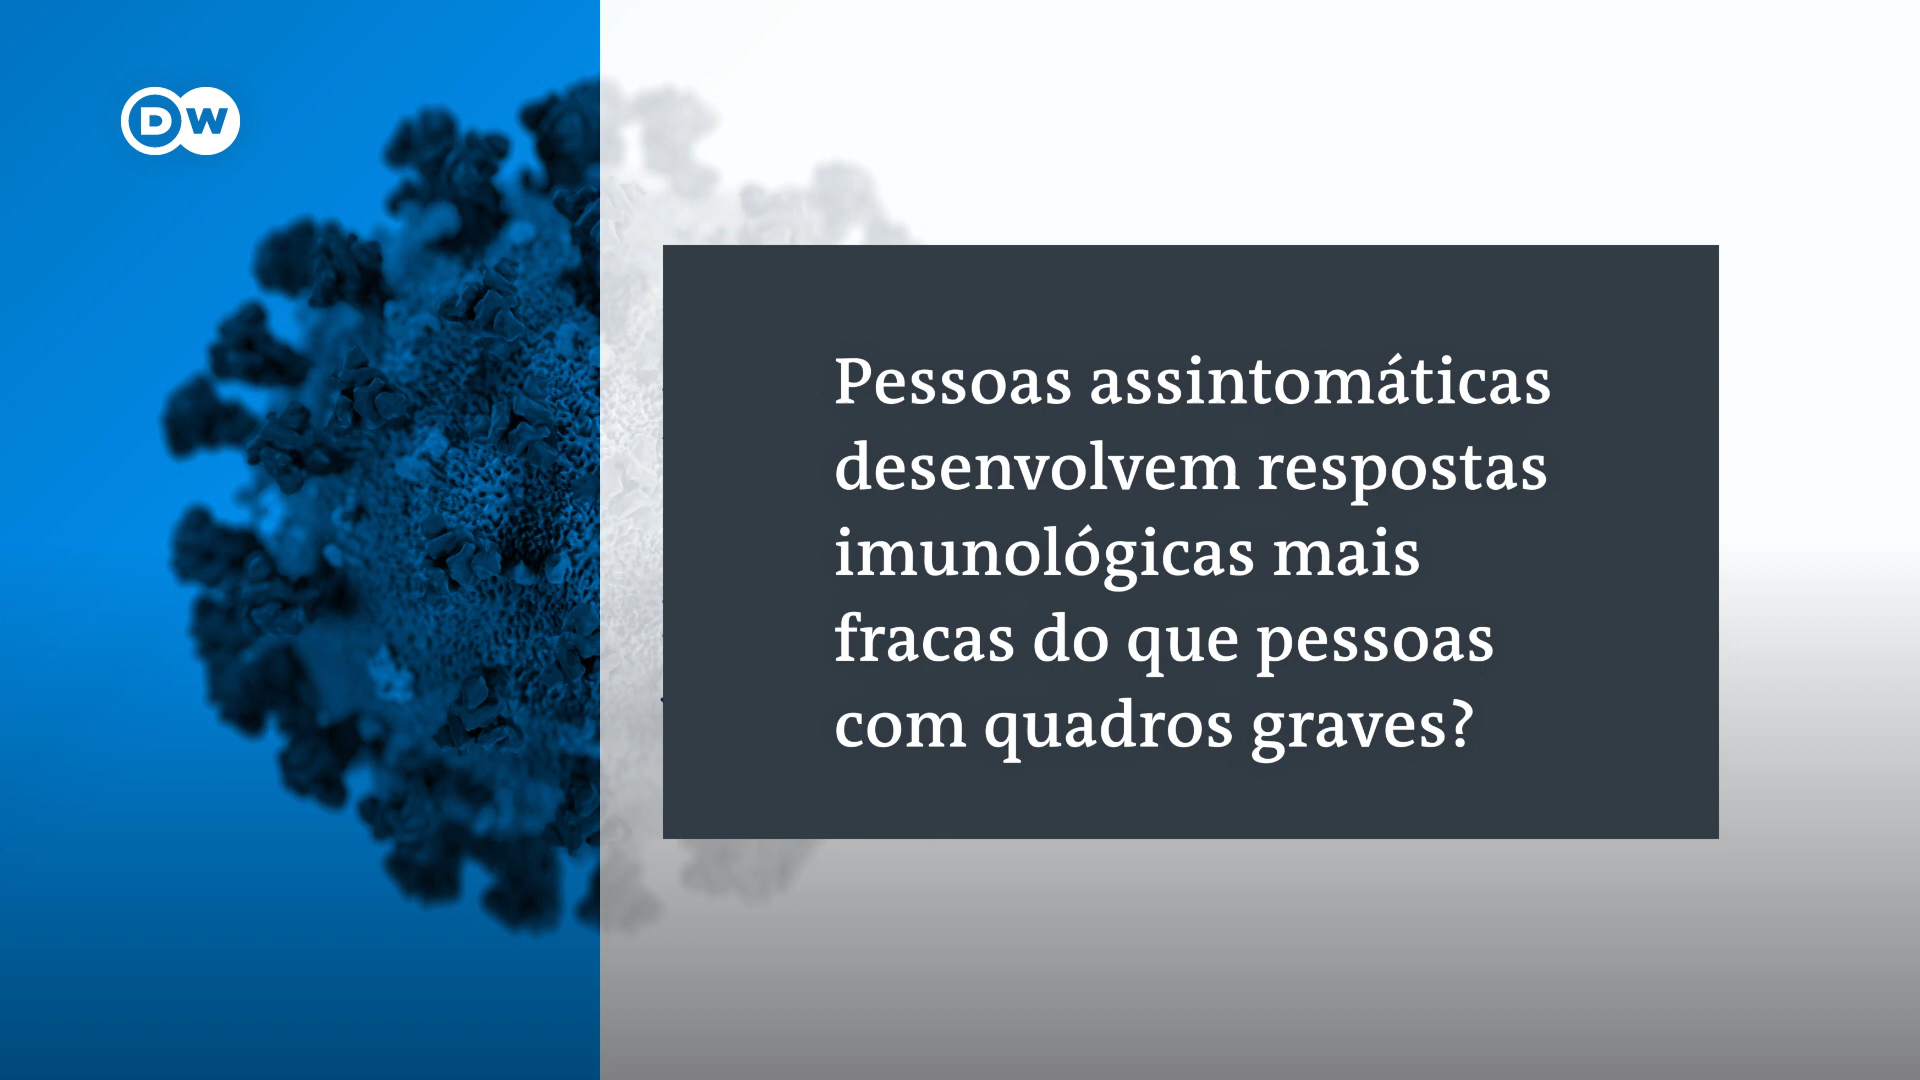 DW
Pessoas assintomáticas
desenvolvem respostas
imunológicas mais
fracas do que pessoas
com quadros graves?